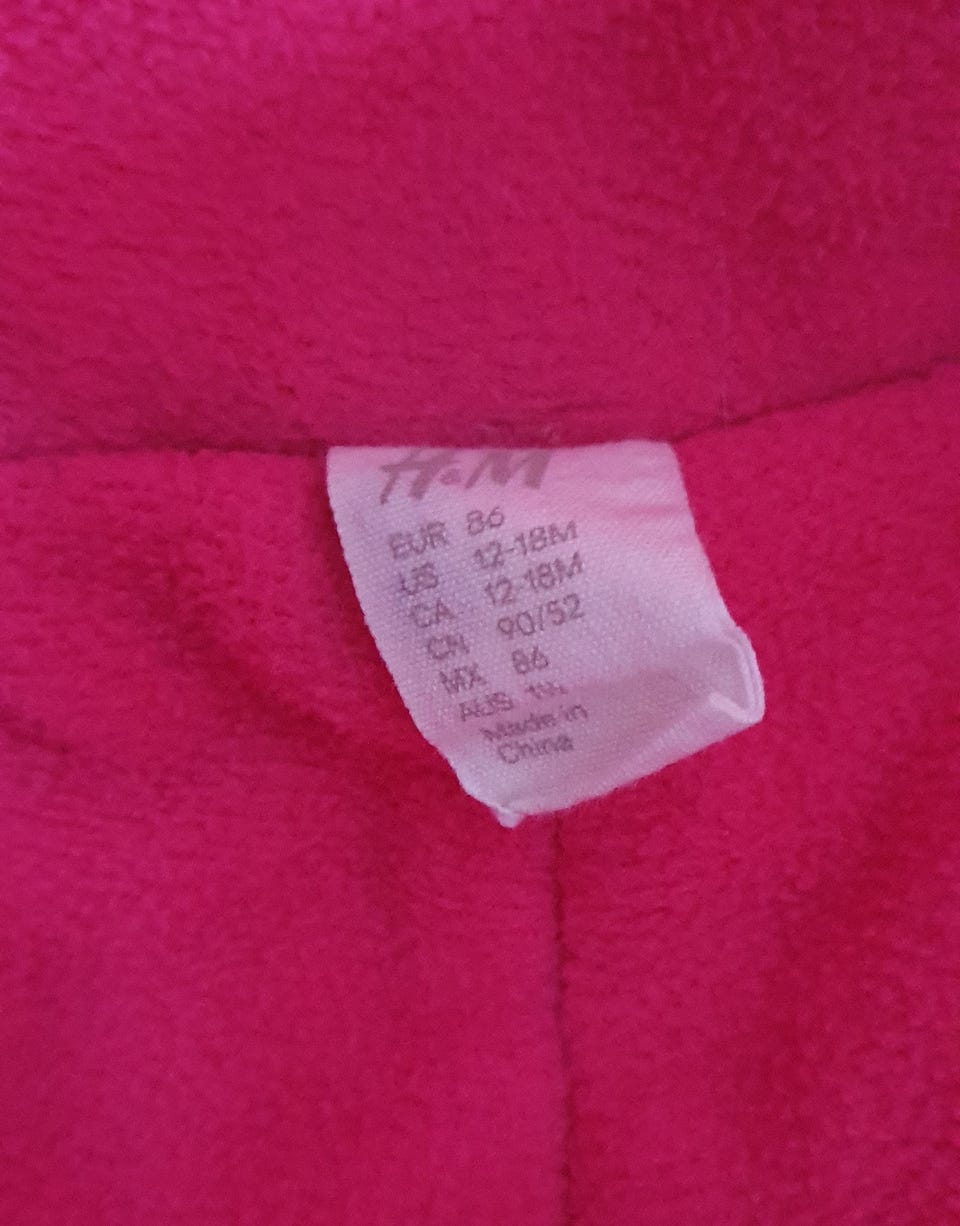 H&M
EUR 86
US 12-18M
CA 12-18M
CN 90/52
MX 86
AUS 1½
Made in
China